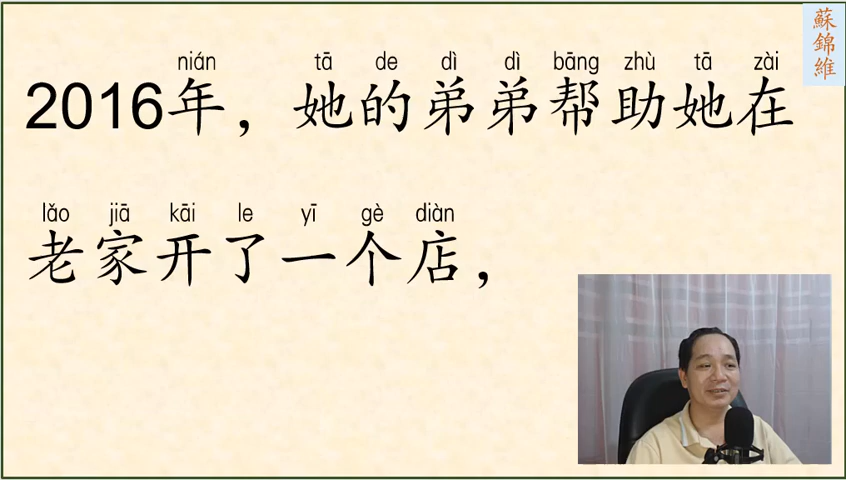 nián tā de dì dì bāng zhù tā zài
2016年，她的弟弟帮助她在
lǎo jiā kāi le yī gè diàn
老家开了一个店，
蘇錦維